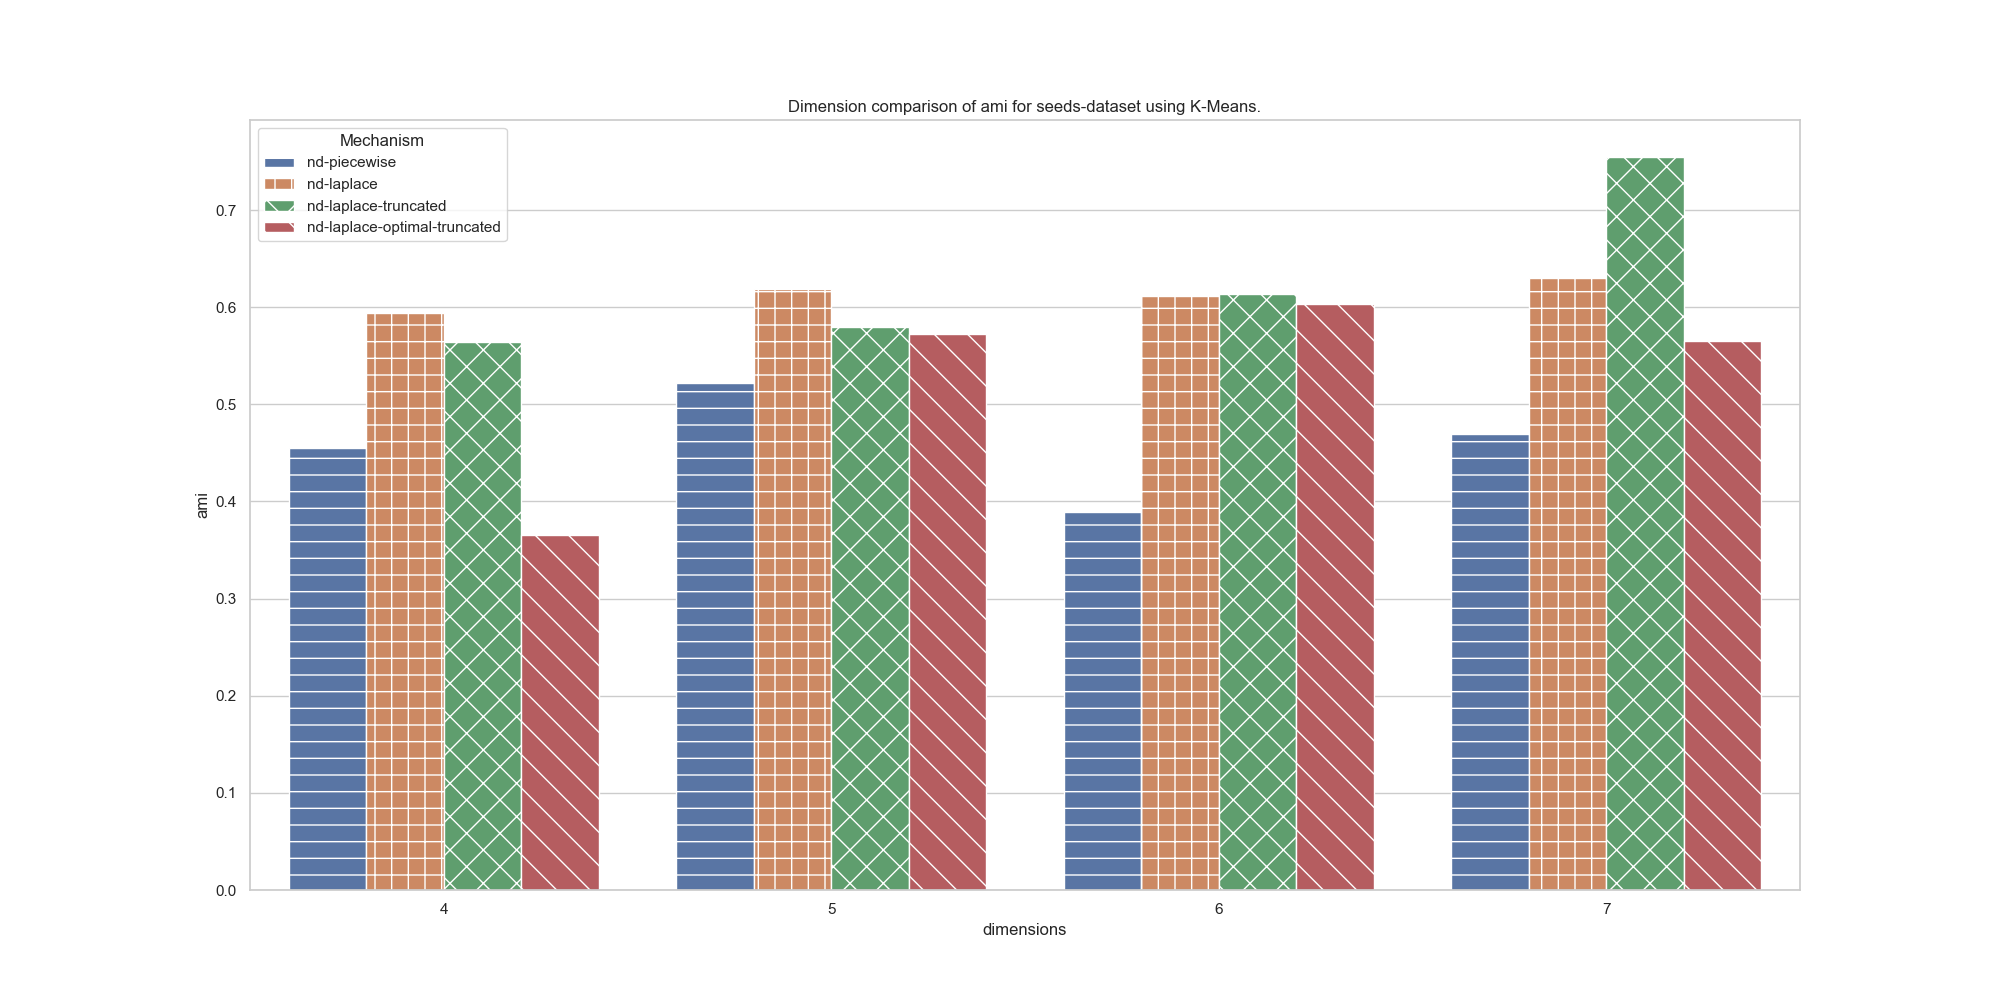 Dimension comparison of ami for seeds-dataset using K-Means.
Mechanism
nd-piecewise
nd-laplace
nd-laplace-truncated
nd-laplace-optimal-truncated
ami
0.7
0.6
0.5
0.4
0.3
0.2
0.1
0.0
4 5 6 7
dimensions